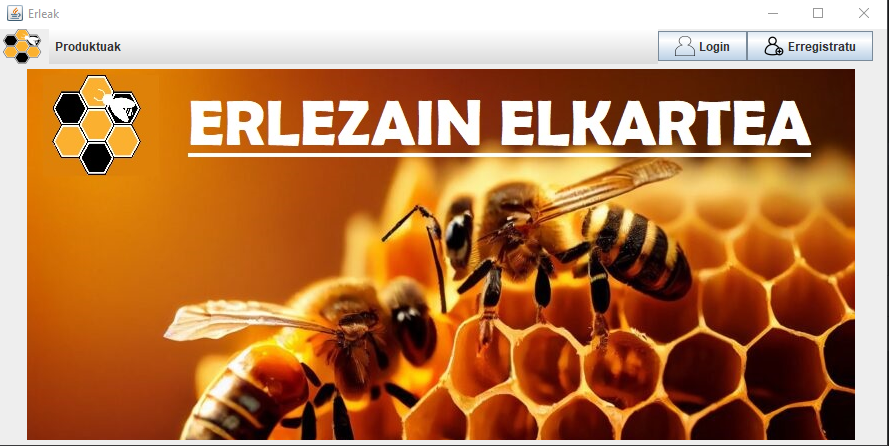 Erleak
Produktuak
Login
Erregistratu
ERLEZAIN ELKARTEA